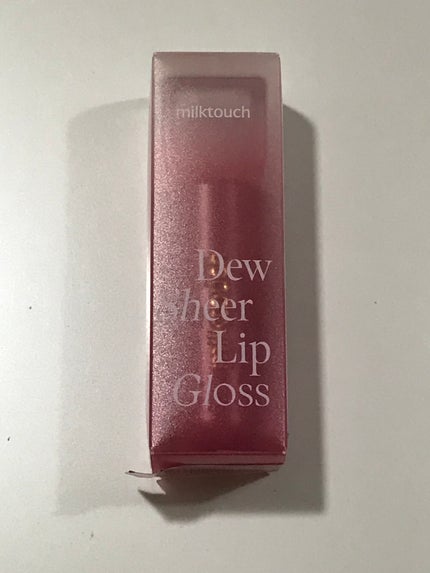 milktouch
Dew
Sheer
Lip
Gloss